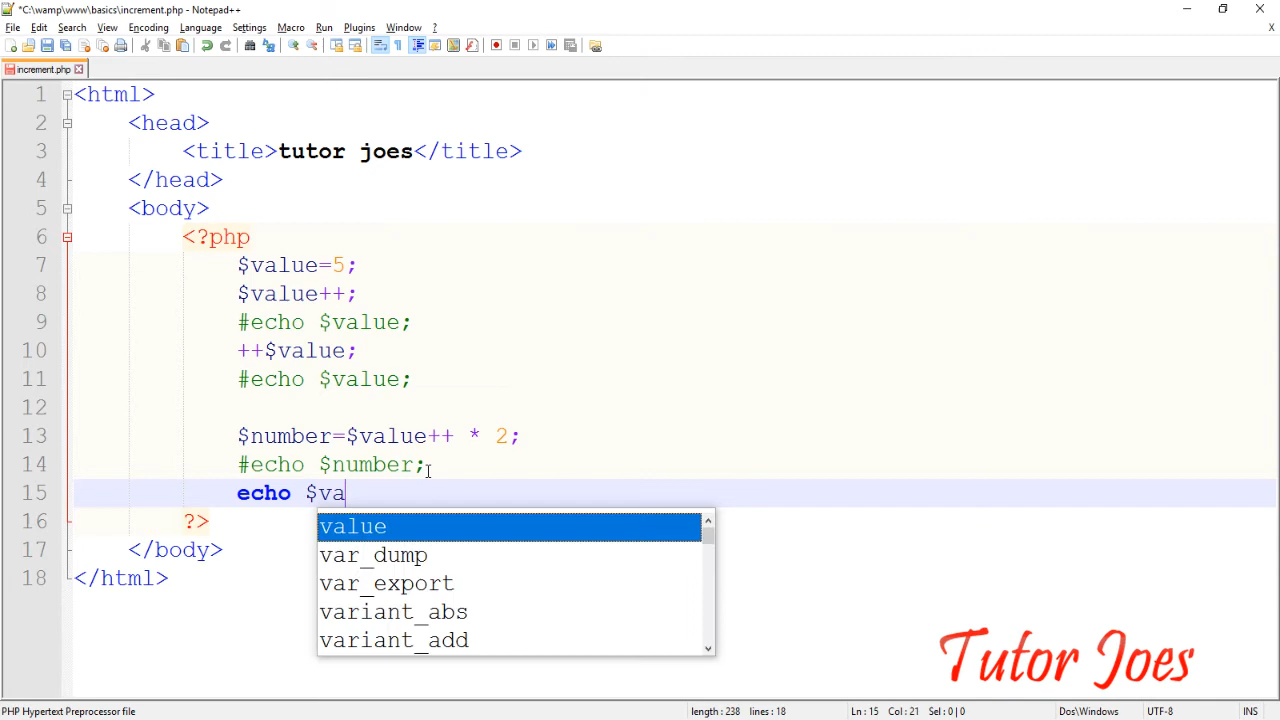 *C:\wamp\www\basics\increment.php - Notepad++
File Edit Search View Encoding Language Settings Macro Run Plugins Window ? X
increment.php
1 <html>
2 <head>
3 <title>tutor joes</title>
4 </head>
5 <body>
6 <?php
7 $value=5;
8 $value++;
9 #echo $value;
10 ++$value;
11 #echo $value;
12
13 $number=$value++ * 2;
14 #echo $number;
15 echo $va
16 ?>
value
17 </body>
var_dump
18 </html>
var_export
variant_abs
variant_add
Tutor Joes
PHP Hypertext Preprocessor file length : 238 lines : 18 Ln : 15 Col : 21 Sel : 0 | 0 Dos\Windows UTF-8 INS